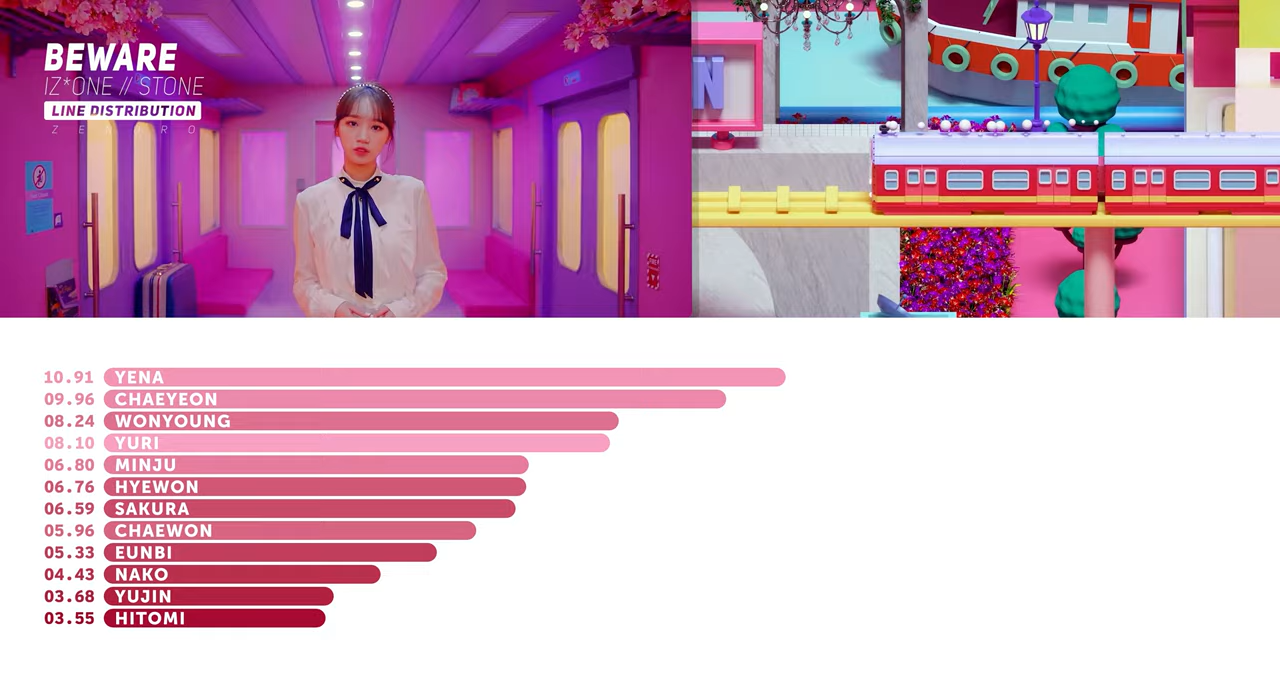 BEWARE
IZ*ONE // STONE
LINE DISTRIBUTION
N
10.91 YENA
09.96 CHAEYEON
08.24 WONYOUNG
08.10 YURI
06.80 MINJU
06.76 HYEWON
06.59 SAKURA
05.96 CHAEWON
05.33 EUNBI
04.43 NAKO
03.68 YUJIN
03.55 HITOMI